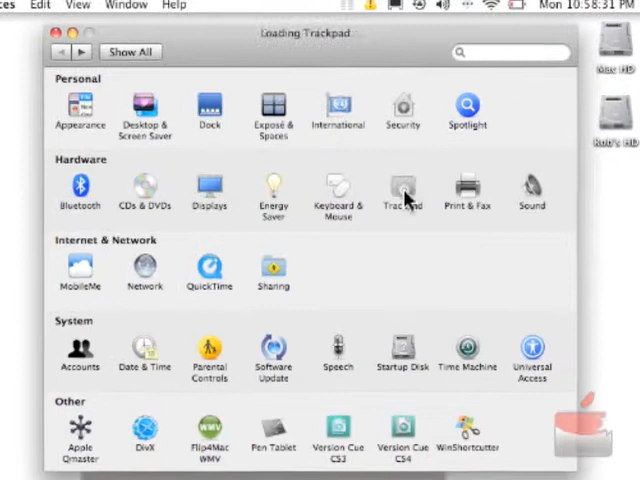 Edit View Window Help Mon 10:58:31 PM
Loading Trackpad
Show All
Personal
Appearance
Desktop &
Screen Saver
Dock
Exposé &
Spaces
International
Security
Spotlight
Hardware
Bluetooth
CDs & DVDs
Displays
Energy
Saver
Keyboard &
Mouse
Print & Fax
Sound
Internet & Network
MobileMe
Network
QuickTime
Sharing
System
Accounts
Date & Time
Parental
Controls
Software
Update
Speech
Startup Disk
Time Machine
Universal
Access
Other
Apple
Qmaster
DivX
WMV
Flip4Mac
WMV
Pen Tablet
Version Cue
CS3
Version Cue
CS4
WinShortcutter
Mac HD
Rob's HD